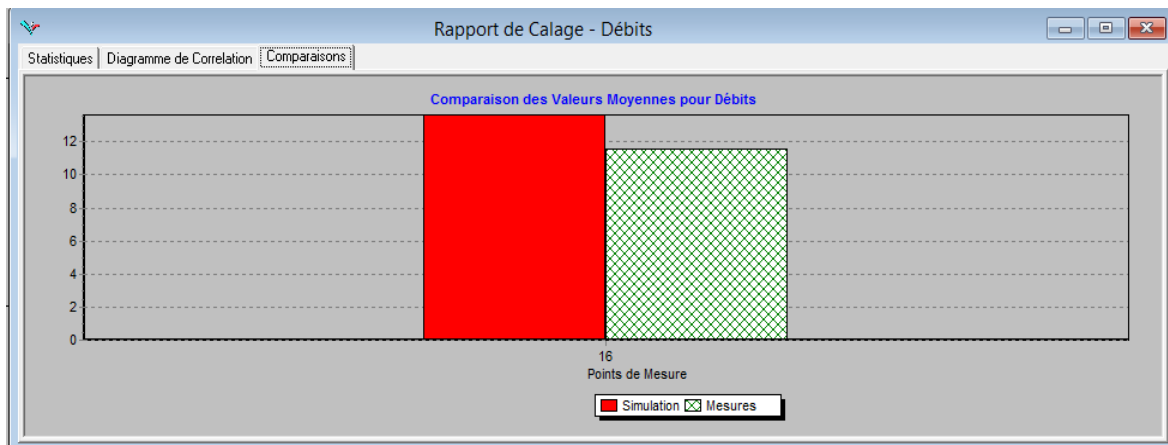 Rapport de Calage - Débits
Statistiques Diagramme de Correlation Comparaisons
Comparaison des Valeurs Moyennes pour Débits
12
10
8
6
4
2
0
16
Points de Mesure
Simulation Mesures